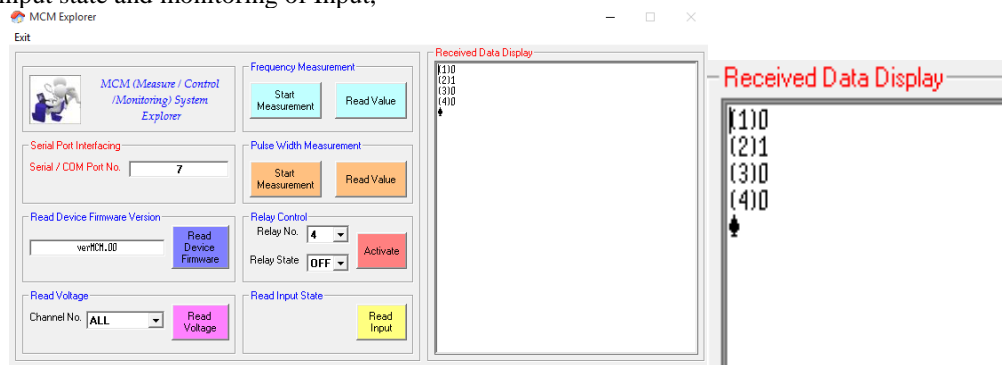 input state and monitoring of Input,
MCM Explorer
Exit
MCM (Measure / Control
/Monitoring) System
Explorer
Serial Port Interfacing
Serial / COM Port No. 7
Read Device Firmware Version
verMCM.00
Read
Device
Firmware
Read Voltage
Channel No. ALL
Read
Voltage
Frequency Measurement
Start
Measurement
Read Value
Pulse Width Measurement
Start
Measurement
Read Value
Relay Control
Relay No. 4
Relay State OFF
Activate
Read Input State
Read
Input
Received Data Display
(1)0
(2)1
(3)0
(4)0
Received Data Display
(1)0
(2)1
(3)0
(4)0